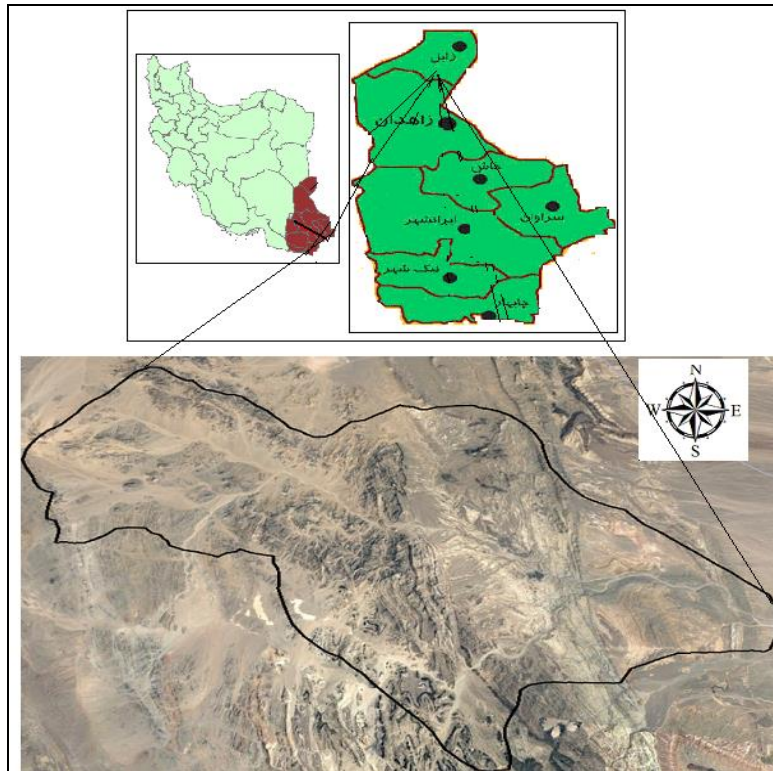 زابل
زاهدان
خاش
سراوان
ایرانشهر
نیک شهر
چابهار
N
W E
S